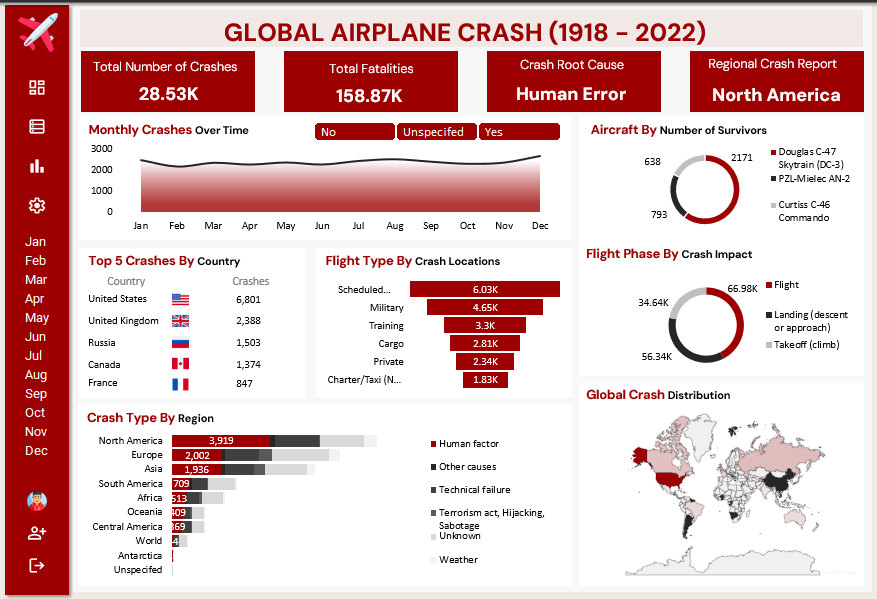 GLOBAL AIRPLANE CRASH (1918 - 2022)
Total Number of Crashes
28.53K
Total Fatalities
158.87K
Crash Root Cause
Human Error
Regional Crash Report
North America
Jan
Feb
Mar
Apr
May
Jun
Jul
Aug
Sep
Oct
Nov
Dec
Monthly Crashes Over Time
No
Unspecifed
Yes
3000
2000
1000
0
Jan Feb Mar Apr May Jun Jul Aug Sep Oct Nov Dec
Top 5 Crashes By Country
Country Crashes
United States 6,801
United Kingdom 2,388
Russia 1,503
Canada 1,374
France 847
Flight Type By Crash Locations
Scheduled... 6.03K
Military 4.65K
Training 3.3K
Cargo 2.81K
Private 2.34K
Charter/Taxi (N... 1.83K
Crash Type By Region
North America 3,919
Europe 2,002
Asia 1,936
South America 709
Africa 513
Oceania 409
Central America 369
World
Antarctica
Unspecifed
Human factor
Other causes
Technical failure
Terrorism act, Hijacking,
Sabotage
Unknown
Weather
Aircraft By Number of Survivors
638
2171
793
Douglas C-47
Skytrain (DC-3)
PZL-Mielec AN-2
Curtiss C-46
Commando
Flight Phase By Crash Impact
66.98K
34.64K
56.34K
Flight
Landing (descent
or approach)
Takeoff (climb)
Global Crash Distribution